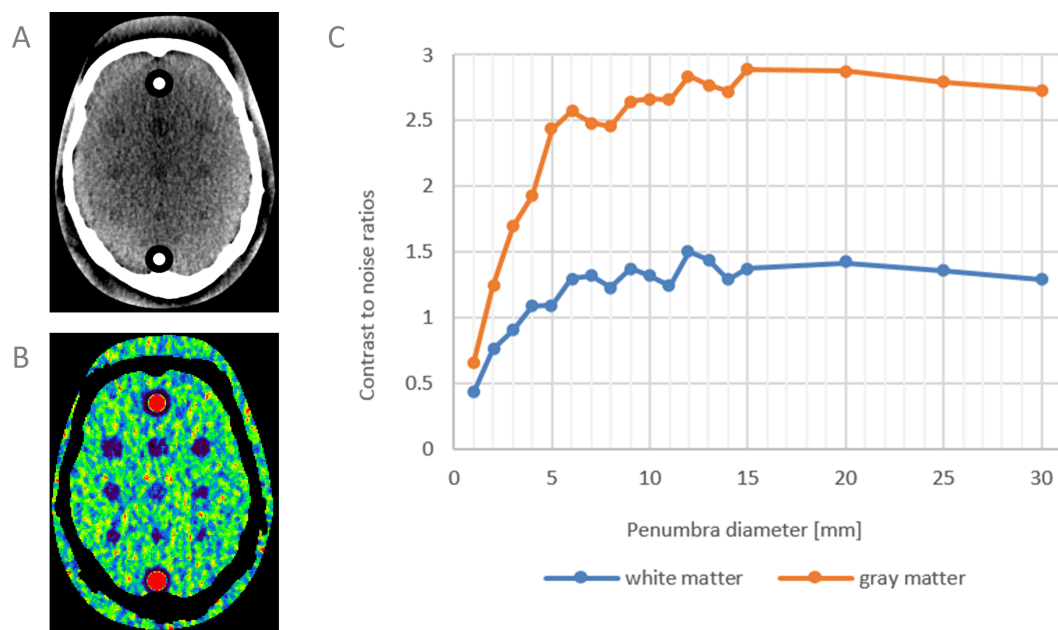 A
B
C
Contrast to noise ratios
3
2.5
2
1.5
1
0.5
0
0 5 10 15 20 25 30
Penumbra diameter [mm]
white matter gray matter